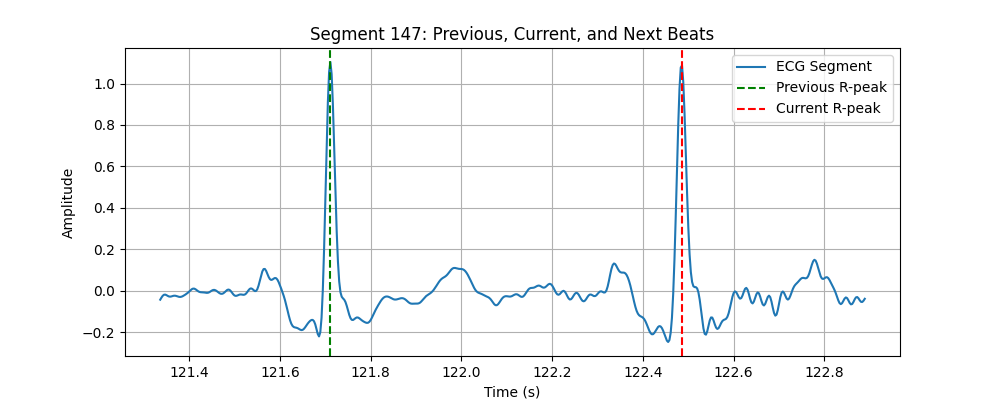 Segment 147: Previous, Current, and Next Beats
ECG Segment
Previous R-peak
Current R-peak
Amplitude
1.0
0.8
0.6
0.4
0.2
0.0
−0.2
121.4 121.6 121.8 122.0 122.2 122.4 122.6 122.8
Time (s)